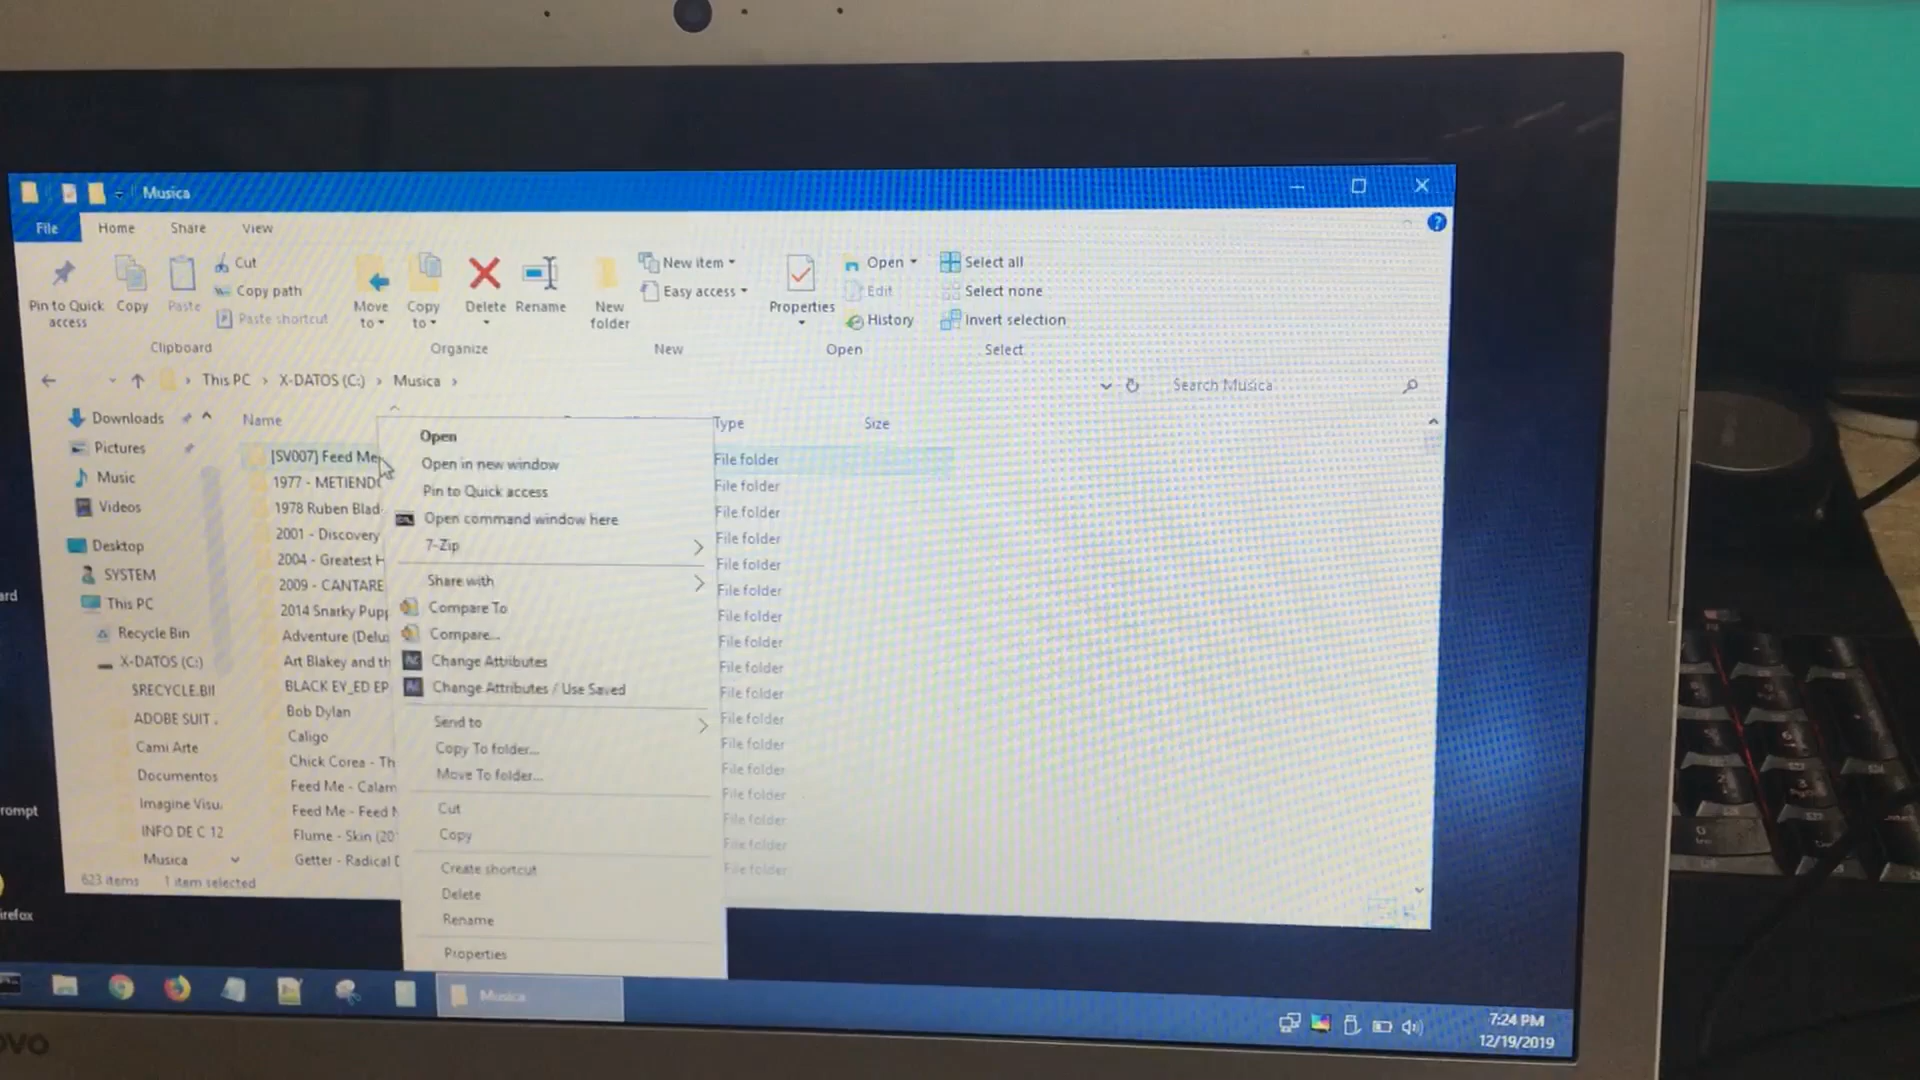 Musica
File Home Share View
Pin to Quick access
Copy
Paste
Cut
Copy path
Paste shortcut
Clipboard
Move to
Copy to
Delete
Rename
Organize
New folder
New item
Easy access
New
Properties
Open
Edit
History
Open
Select all
Select none
Invert selection
Select
This PC > X-DATOS (C:) > Musica >
Search Musica
Downloads
Pictures
Music
Videos
Desktop
SYSTEM
This PC
Recycle Bin
X-DATOS (C:)
$RECYCLE.BII
ADOBE SUIT .
Cami Arte
Documentos
Imagine Visu.
INFO DE C 12
Musica
Name Type Size
[SV007] Feed Me File folder
1977 - METIEND File folder
1978 Ruben Blad File folder
2001 - Discovery File folder
2004 - Greatest H File folder
2009 - CANTARE File folder
2014 Snarky Pup File folder
Adventure (Delu File folder
Art Blakey and th File folder
BLACK EY_ED EP File folder
Bob Dylan File folder
Caligo File folder
Chick Corea - Th File folder
Feed Me - Calam File folder
Feed Me - Feed File folder
Flume - Skin (20 File folder
Getter - Radical File folder
Open
Open in new window
Pin to Quick access
Open command window here
7-Zip
Share with
Compare To
Compare...
Change Attributes
Change Attributes / Use Saved
Send to
Copy To folder...
Move To folder...
Cut
Copy
Create shortcut
Delete
Rename
Properties
623 items 1 item selected
ard
rompt
irefox
Musica
7:24 PM
12/19/2019
ovo